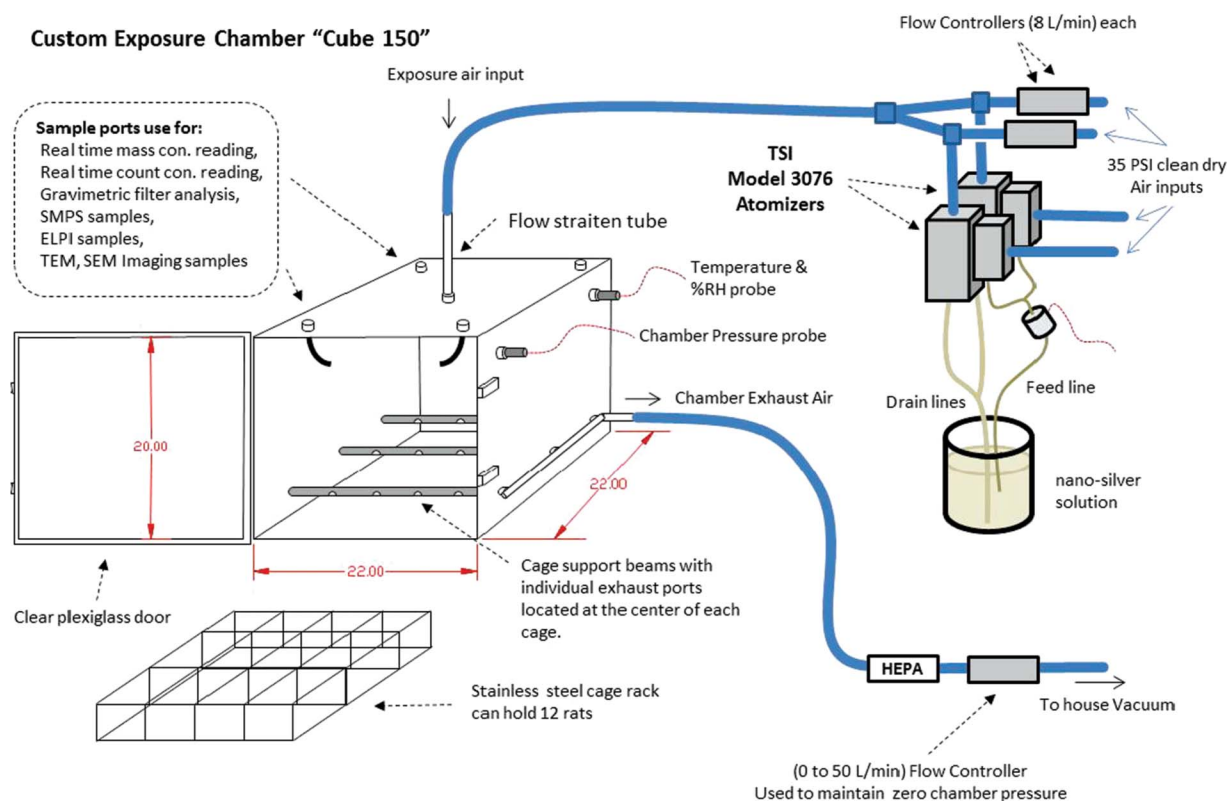 Custom Exposure Chamber “Cube 150”
Flow Controllers (8 L/min) each
Exposure air input
Sample ports use for:
Real time mass con. reading,
Real time count con. reading,
Gravimetric filter analysis,
SMPS samples,
ELPI samples,
TEM, SEM Imaging samples
TSI
Model 3076
Atomizers
35 PSI clean dry
Air inputs
Flow straiten tube
Temperature &
%RH probe
Chamber Pressure probe
Chamber Exhaust Air
Drain lines
Feed line
20.00
22.00
22.00
nano-silver
solution
Clear plexiglass door
Cage support beams with
individual exhaust ports
located at the center of each
cage.
Stainless steel cage rack
can hold 12 rats
HEPA
To house Vacuum
(0 to 50 L/min) Flow Controller
Used to maintain zero chamber pressure